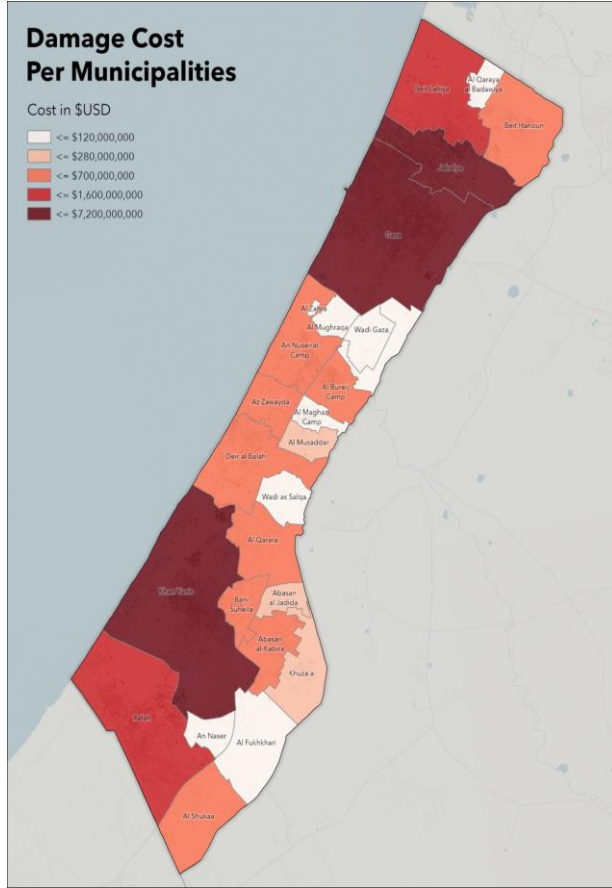 Damage Cost
Per Municipalities
Cost in $USD
<= $120,000,000
<= $280,000,000
<= $700,000,000
<= $1,600,000,000
<= $7,200,000,000
Beit Lahiya
Al Qaraya
al Badawiya
Beit Hanoun
Jabalya
Gaza
Al Zahra
Al Mughraqa
Wadi Gaza
An Nuseirat
Camp
Al Bureij
Camp
Az Zawayda
Al Maghazi
Camp
Al Musaddar
Deir al Balah
Wadi as Salqa
Al Qarara
Khan Yunis
Bani
Suheila
'Abasan
al Jadida
Abasan
al-Kabira
Khuza a
Rafah
An Naser
Al Fukhkhari
Al Shukaa